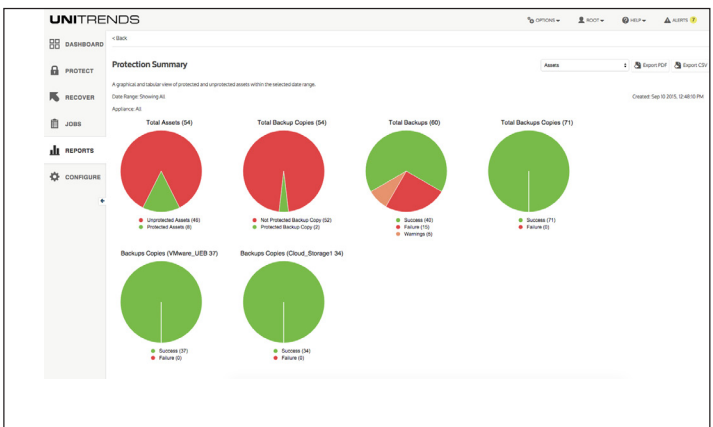 UNITRENDS
OPTIONS
ROOT
HELP
ALERTS 7
DASHBOARD
PROTECT
RECOVER
JOBS
REPORTS
CONFIGURE
< Back
Protection Summary
Assets
Export PDF
Export CSV
A graphical and tabular view of protected and unprotected assets within the selected date range.
Date Range: Showing All.
Created: Sep 10 2015, 12:48:10 PM
Appliance: All.
Total Assets (54)
Unprotected Assets (46)
Protected Assets (8)
Total Backup Copies (54)
Not Protected Backup Copy (52)
Protected Backup Copy (2)
Total Backups (60)
Success (40)
Failure (15)
Warnings (5)
Total Backups Copies (71)
Success (71)
Failure (0)
Backups Copies (VMware_UEB 37)
Success (37)
Failure (0)
Backups Copies (Cloud_Storage1 34)
Success (34)
Failure (0)